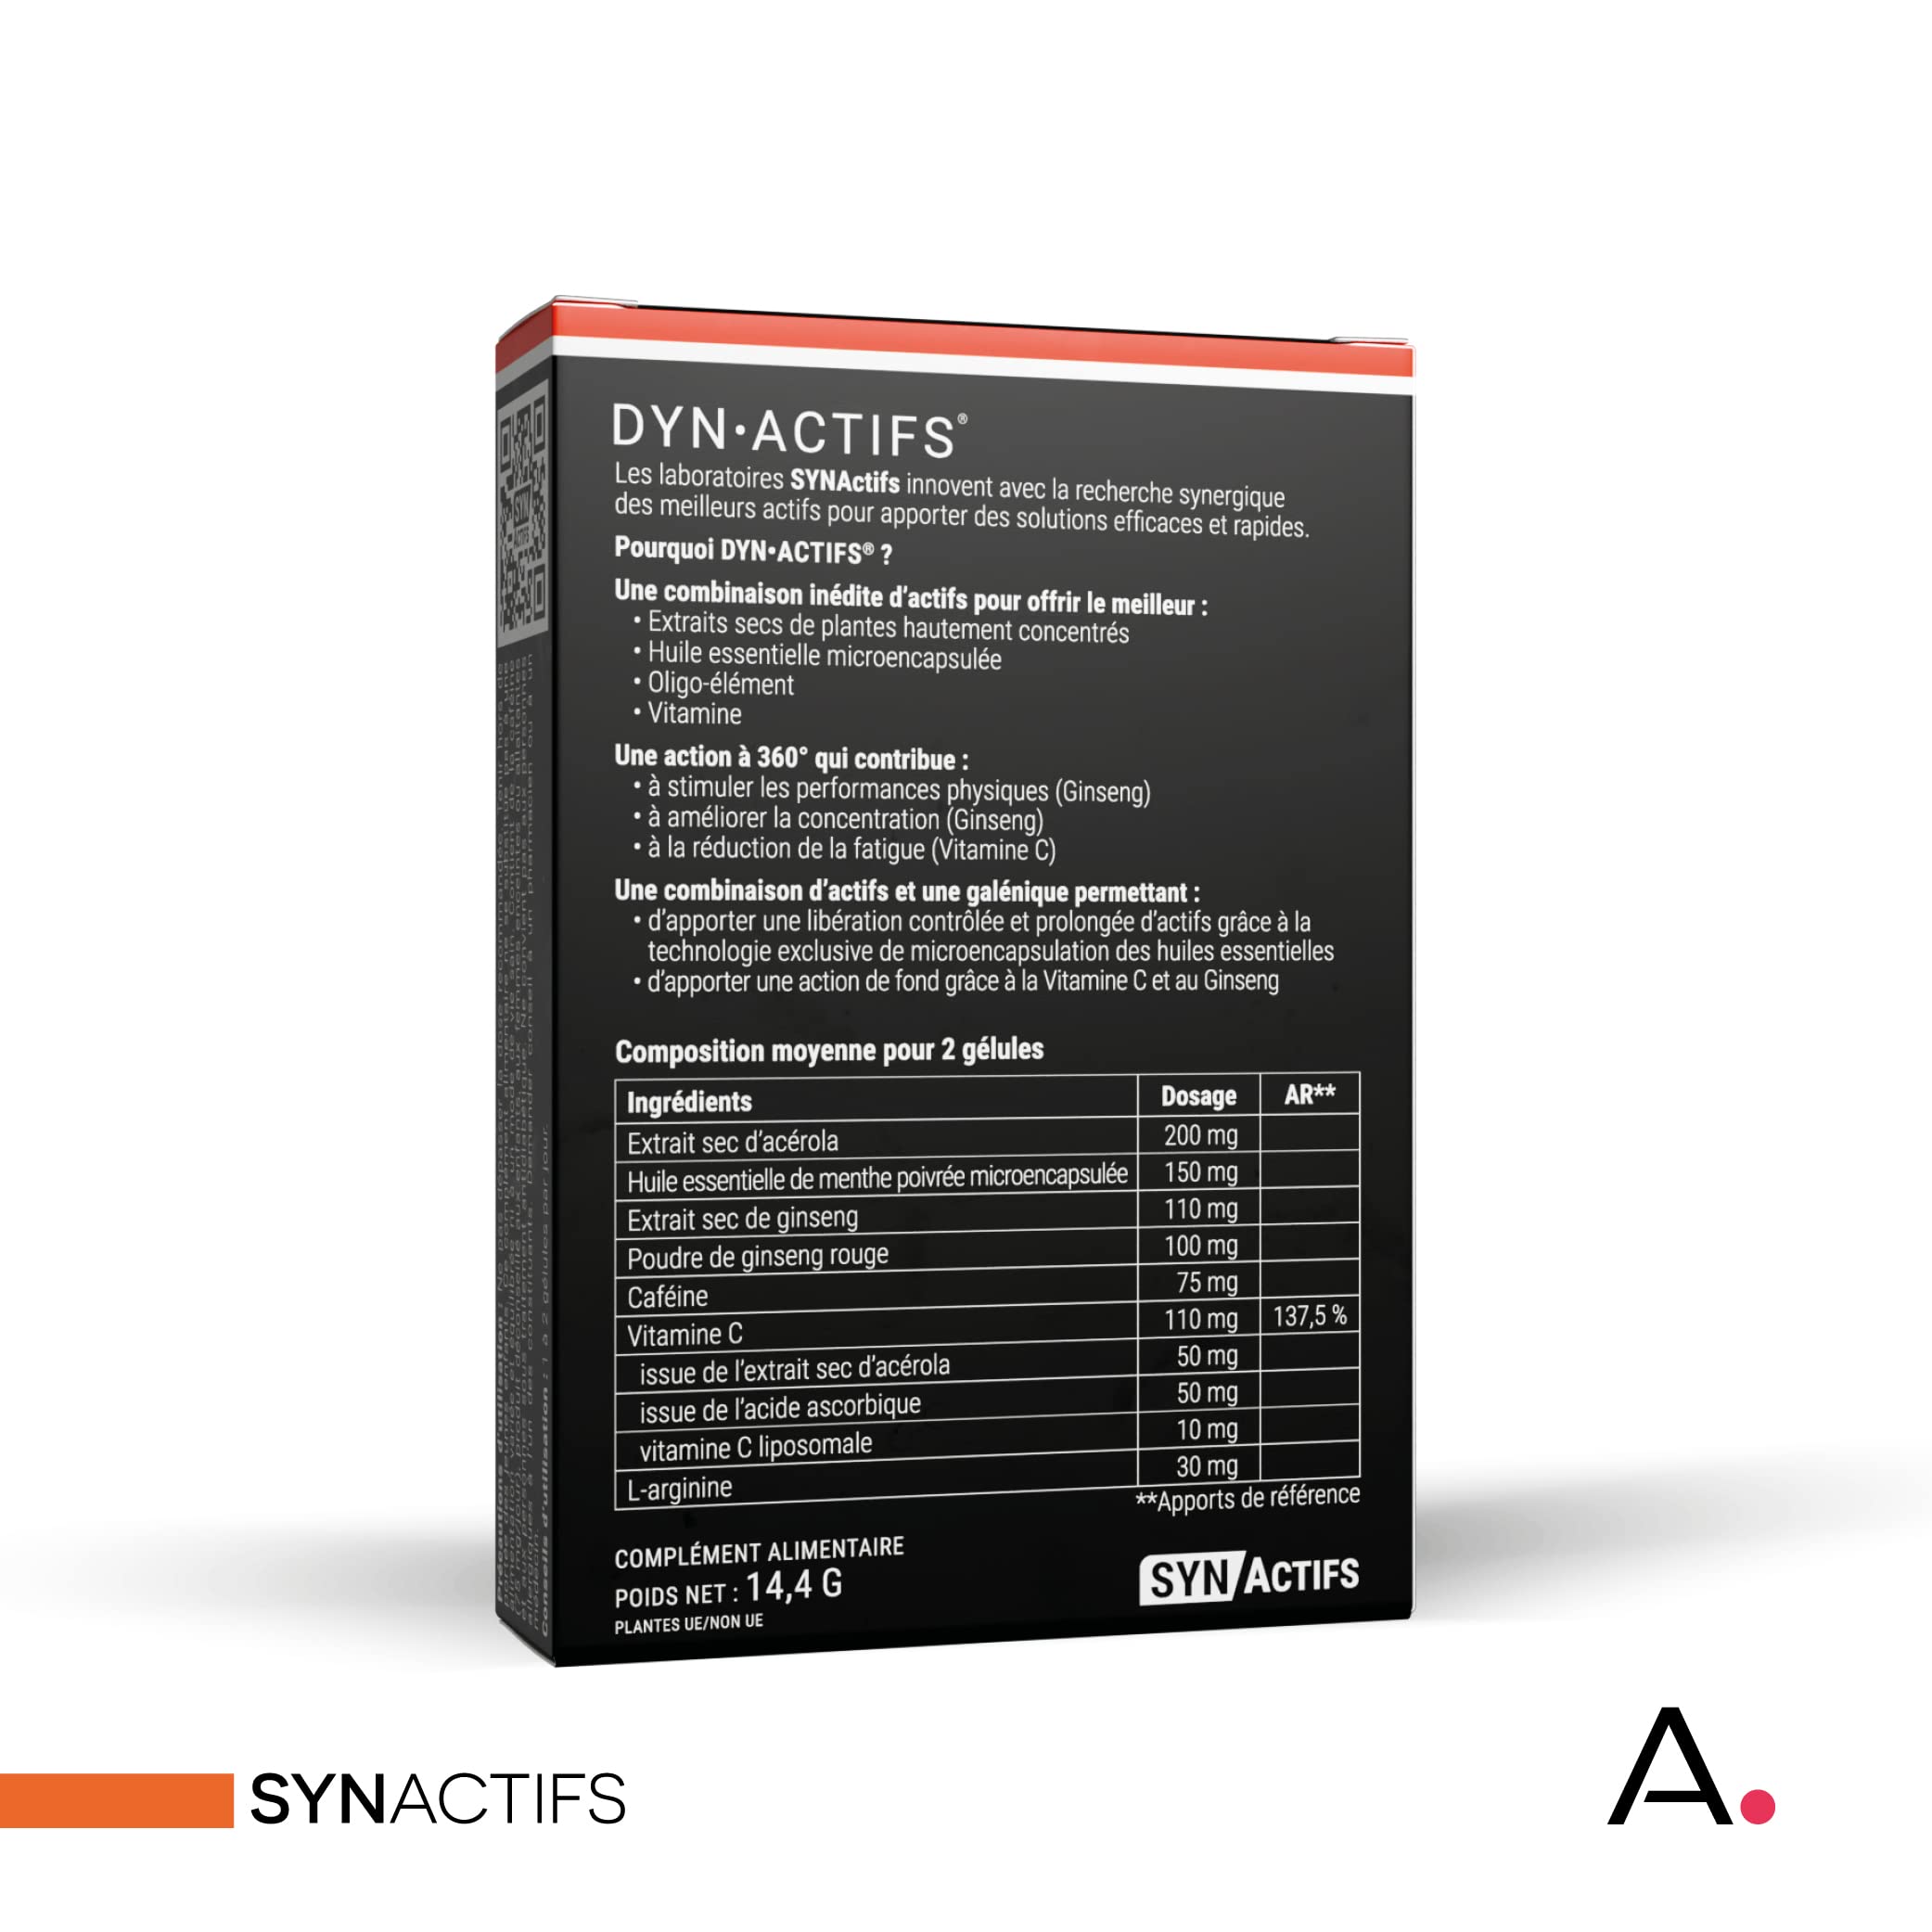 DYN•ACTIFS®
Les laboratoires SYNActifs innovent avec la recherche synergique
des meilleurs actifs pour apporter des solutions efficaces et rapides.
Pourquoi DYN•ACTIFS® ?
Une combinaison inédite d'actifs pour offrir le meilleur :
• Extraits secs de plantes hautement concentrés
• Huile essentielle microencapsulée
• Oligo-élément
• Vitamine
Une action à 360° qui contribue :
• à stimuler les performances physiques (Ginseng)
• à améliorer la concentration (Ginseng)
• à la réduction de la fatigue (Vitamine C)
Une combinaison d'actifs et une galénique permettant :
• d'apporter une libération contrôlée et prolongée d'actifs grâce à la
technologie exclusive de microencapsulation des huiles essentielles
• d'apporter une action de fond grâce à la Vitamine C et au Ginseng
Composition moyenne pour 2 gélules
Ingrédients Dosage AR**
Extrait sec d'acérola 200 mg
Huile essentielle de menthe poivrée microencapsulée 150 mg
Extrait sec de ginseng 110 mg
Poudre de ginseng rouge 100 mg
Caféine 75 mg
Vitamine C 110 mg 137,5 %
issue de l'extrait sec d'acérola 50 mg
issue de l'acide ascorbique 50 mg
vitamine C liposomale 10 mg
L-arginine 30 mg
**Apports de référence
COMPLÉMENT ALIMENTAIRE
POIDS NET : 14,4 G
PLANTES UE/NON UE
SYN/ACTIFS
SYN
ACTIFS
Conseils d'utilisation : 1 à 2 gélules par jour
SYNACTIFS
A.